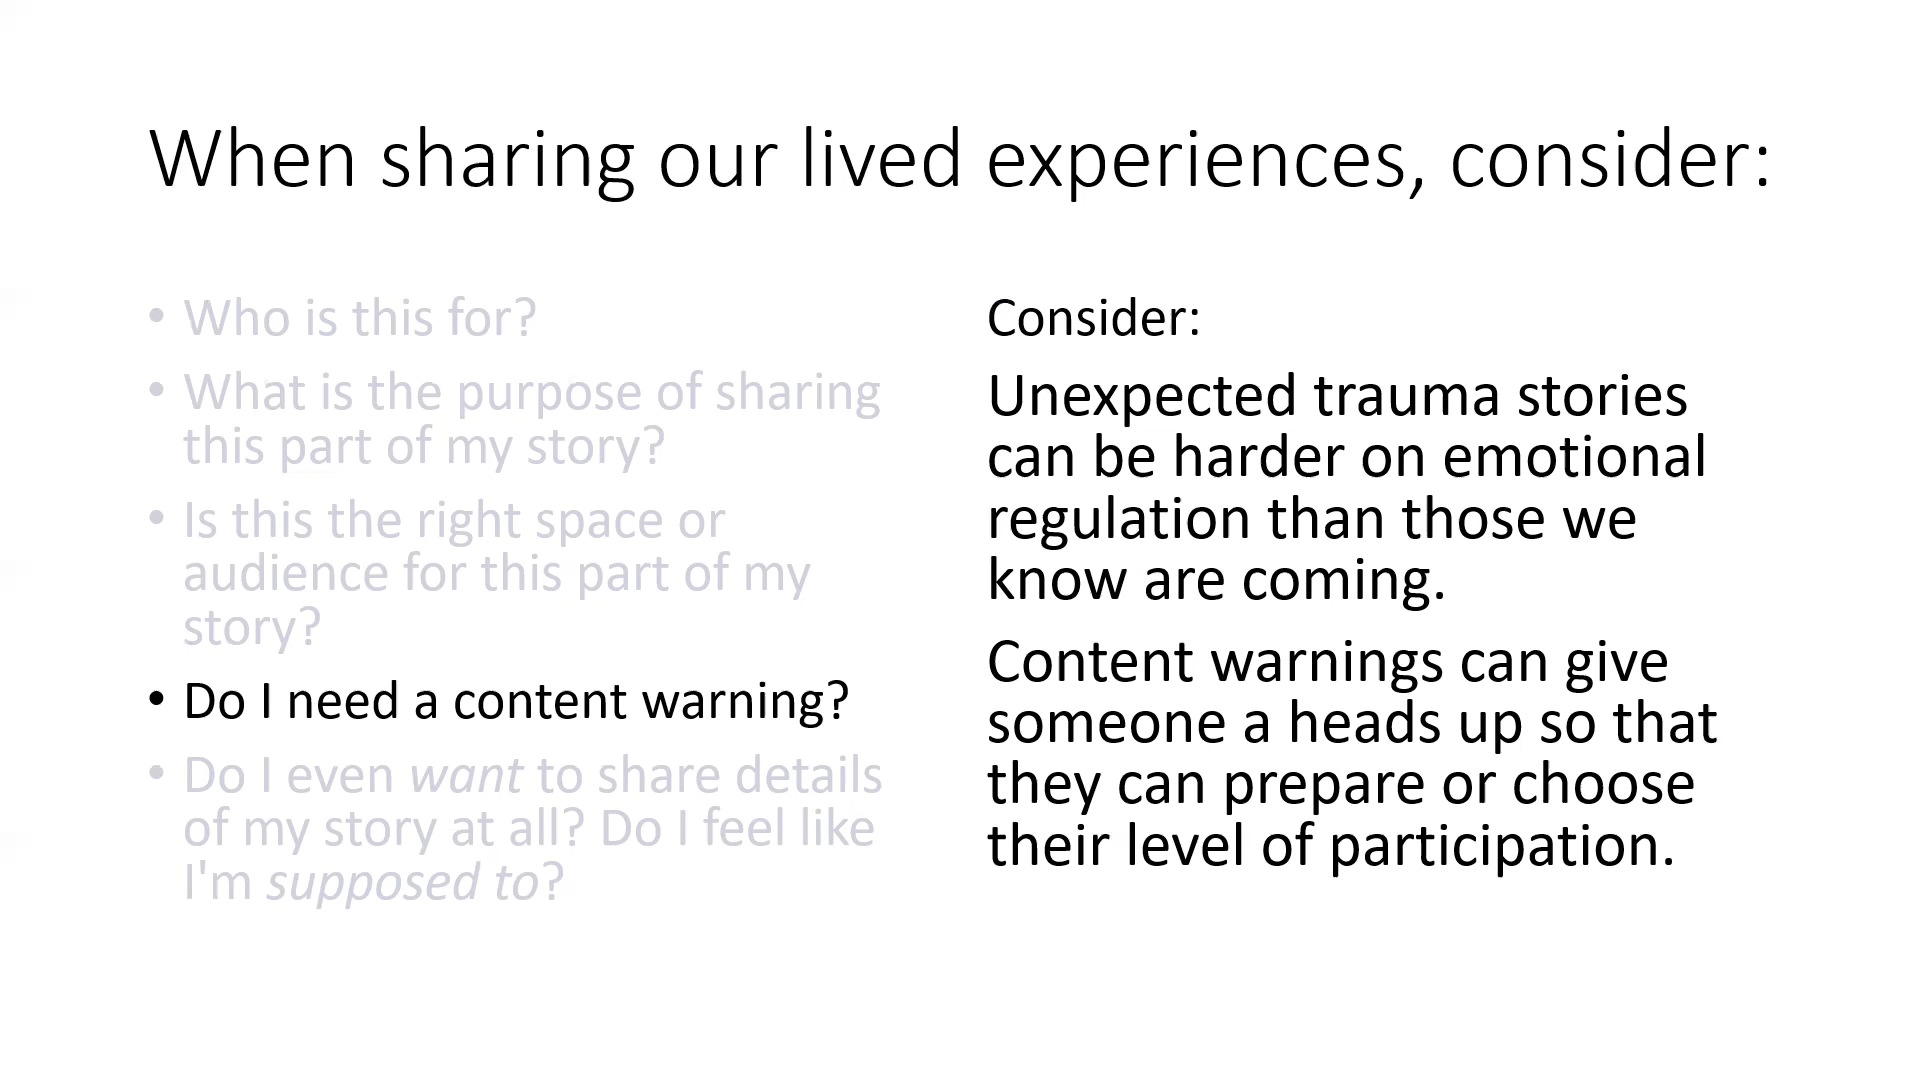 When sharing our lived experiences, consider:
• Who is this for?
• What is the purpose of sharing
this part of my story?
• Is this the right space or
audience for this part of my
story?
• Do I need a content warning?
• Do I even want to share details
of my story at all? Do I feel like
I'm supposed to?
Consider:
Unexpected trauma stories
can be harder on emotional
regulation than those we
know are coming.
Content warnings can give
someone a heads up so that
they can prepare or choose
their level of participation.